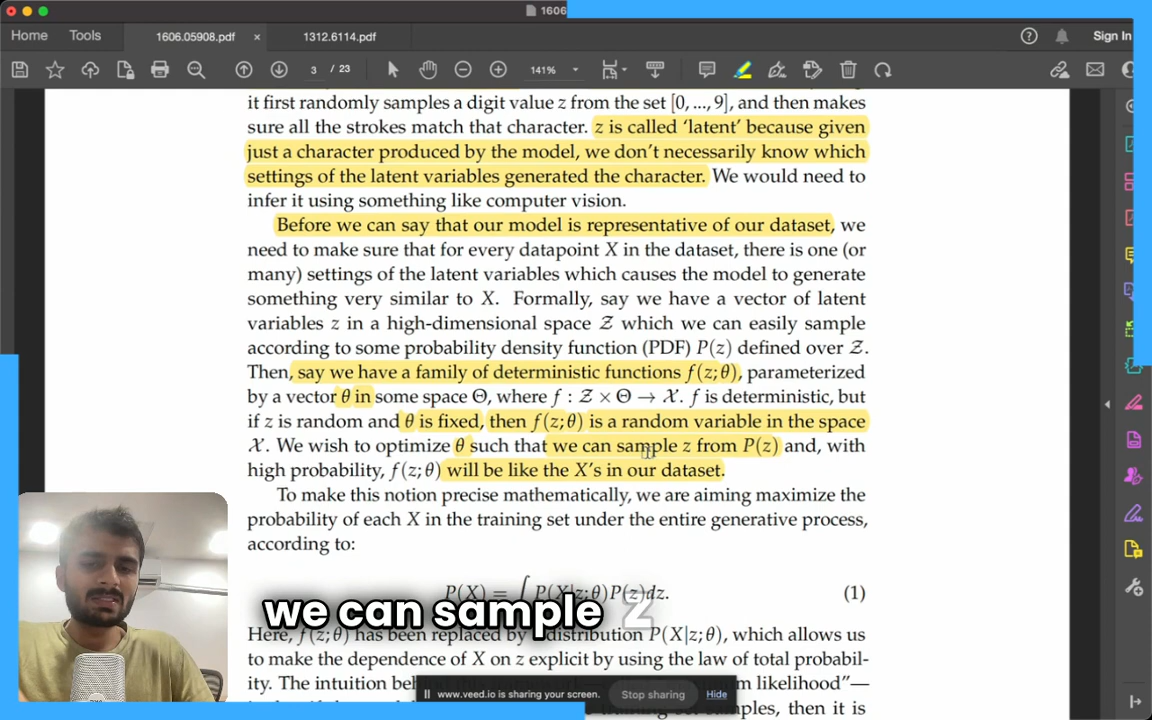 1606
Home Tools 1606.05908.pdf × 1312.6114.pdf Sign In
3 / 23 141%
it first randomly samples a digit value z from the set [0, ..., 9], and then makes
sure all the strokes match that character. z is called 'latent' because given
just a character produced by the model, we don't necessarily know which
settings of the latent variables generated the character. We would need to
infer it using something like computer vision.
Before we can say that our model is representative of our dataset, we
need to make sure that for every datapoint X in the dataset, there is one (or
many) settings of the latent variables which causes the model to generate
something very similar to X. Formally, say we have a vector of latent
variables z in a high-dimensional space 𝒵 which we can easily sample
according to some probability density function (PDF) P(z) defined over 𝒵.
Then, say we have a family of deterministic functions f(z;θ), parameterized
by a vector θ in some space Θ, where f : 𝒵 × Θ → 𝒳. f is deterministic, but
if z is random and θ is fixed, then f(z;θ) is a random variable in the space
𝒳. We wish to optimize θ such that we can sample z from P(z) and, with
high probability, f(z;θ) will be like the X's in our dataset.
To make this notion precise mathematically, we are aiming maximize the
probability of each X in the training set under the entire generative process,
according to:
P(X) = ∫ P(X|z;θ)P(z)dz. (1)
we can sample z
Here, f(z;θ) has been replaced by distribution P(X|z;θ), which allows us
to make the dependence of X on z explicit by using the law of total probabil-
ity. The intuition likelihood"—
samples, then it is
www.veed.io is sharing your screen. Stop sharing Hide